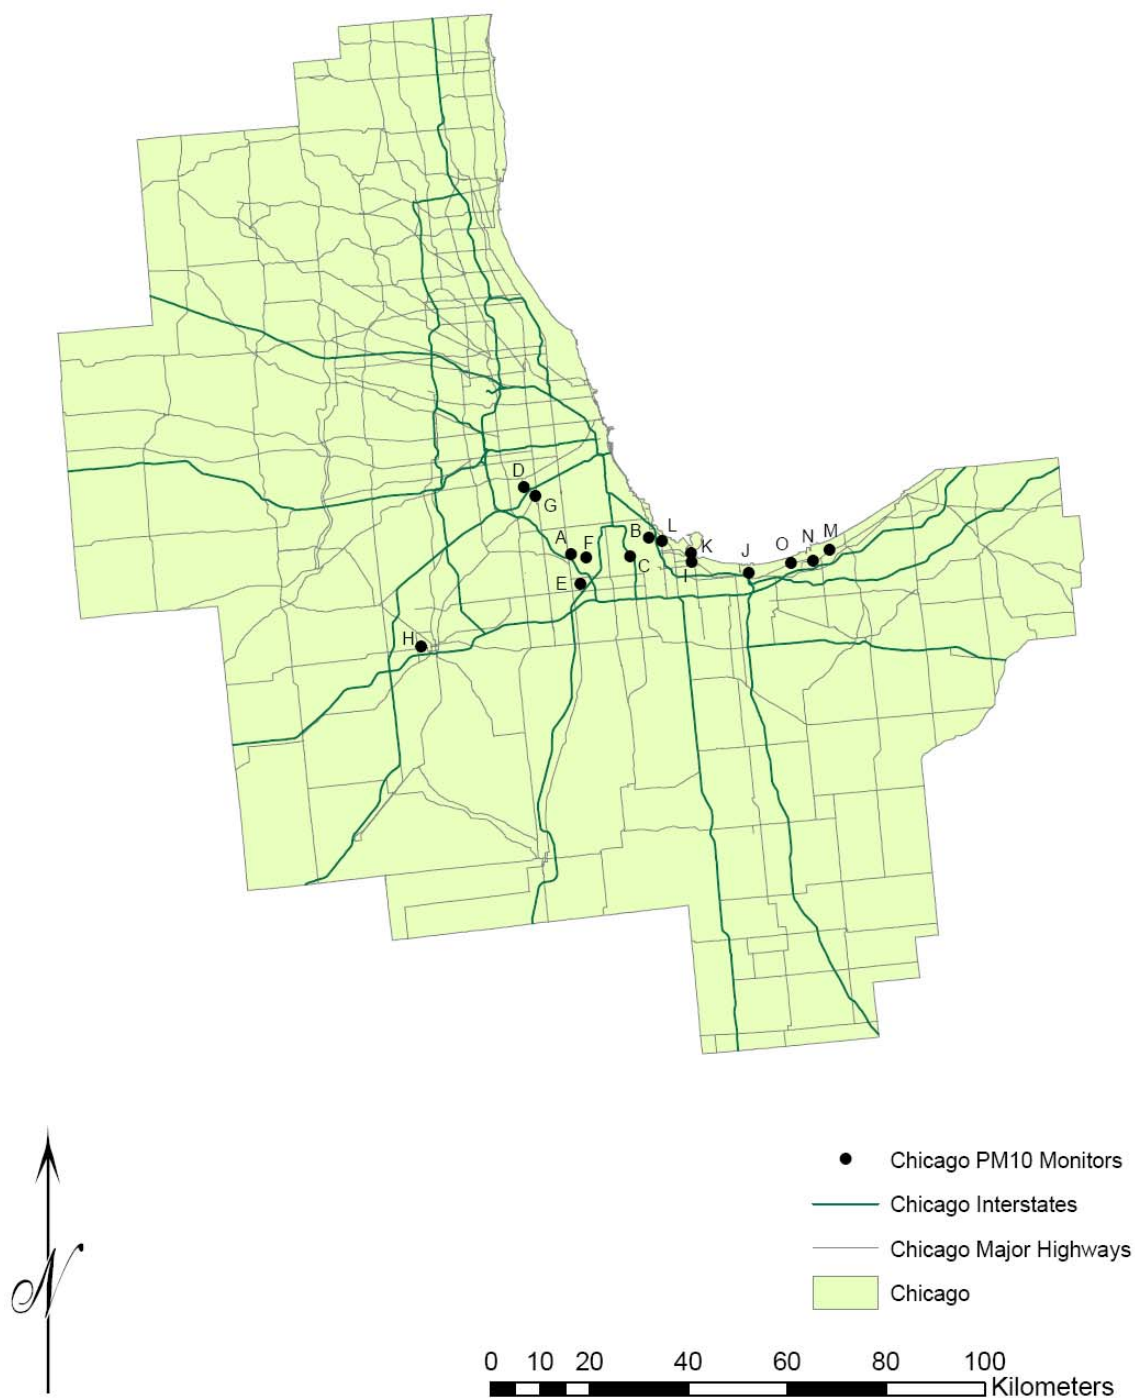 D
G
B
L
A
F
K
C
I
J
O
N
M
E
H
N
Chicago PM10 Monitors
Chicago Interstates
Chicago Major Highways
Chicago
0 10 20 40 60 80 100
Kilometers